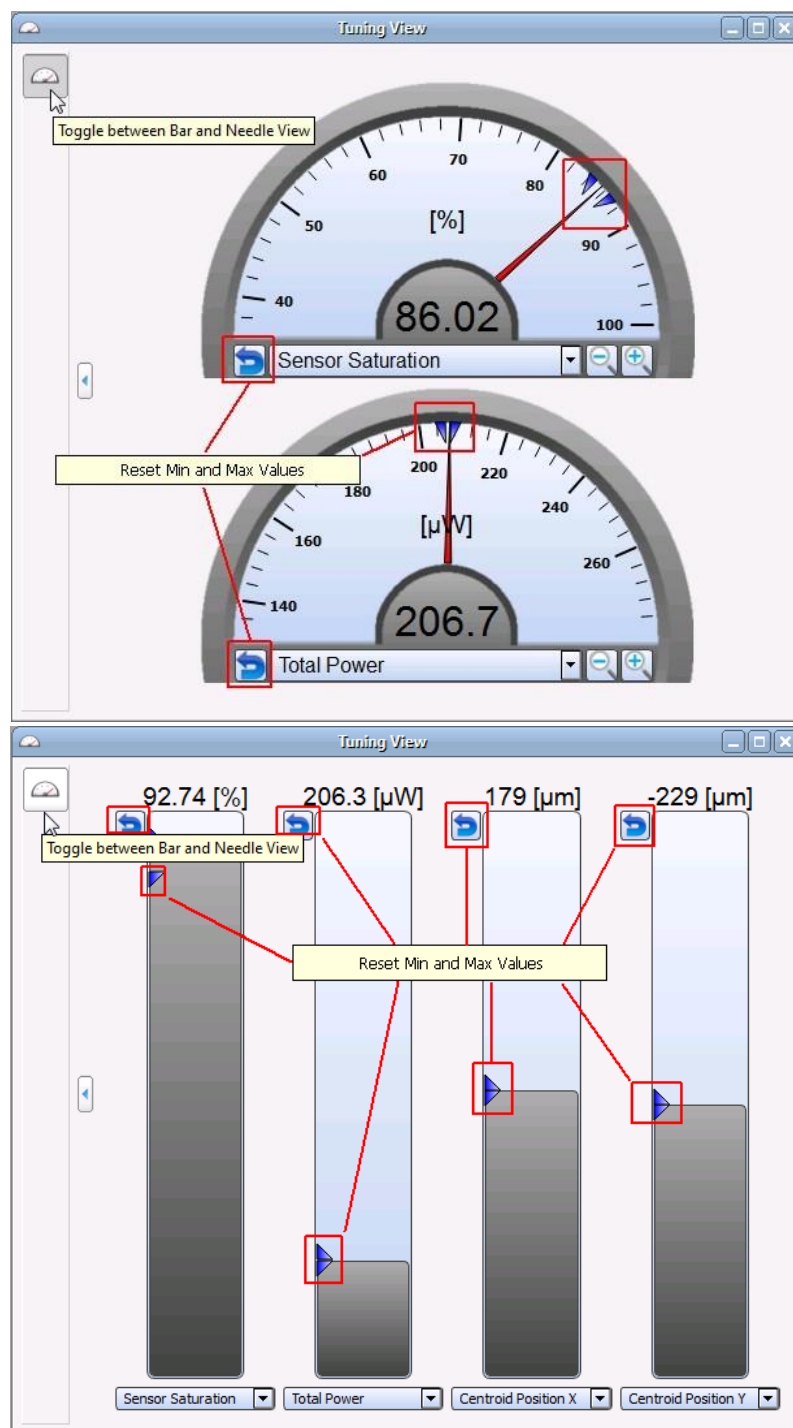 Tuning View
Toggle between Bar and Needle View
40
50
60
70
80
90
100
[%]
86.02
Sensor Saturation
Reset Min and Max Values
140
160
180
200
220
240
260
[µW]
206.7
Total Power
Tuning View
92.74 [%]
206.3 [µW]
179 [µm]
-229 [µm]
Toggle between Bar and Needle View
Reset Min and Max Values
Sensor Saturation
Total Power
Centroid Position X
Centroid Position Y